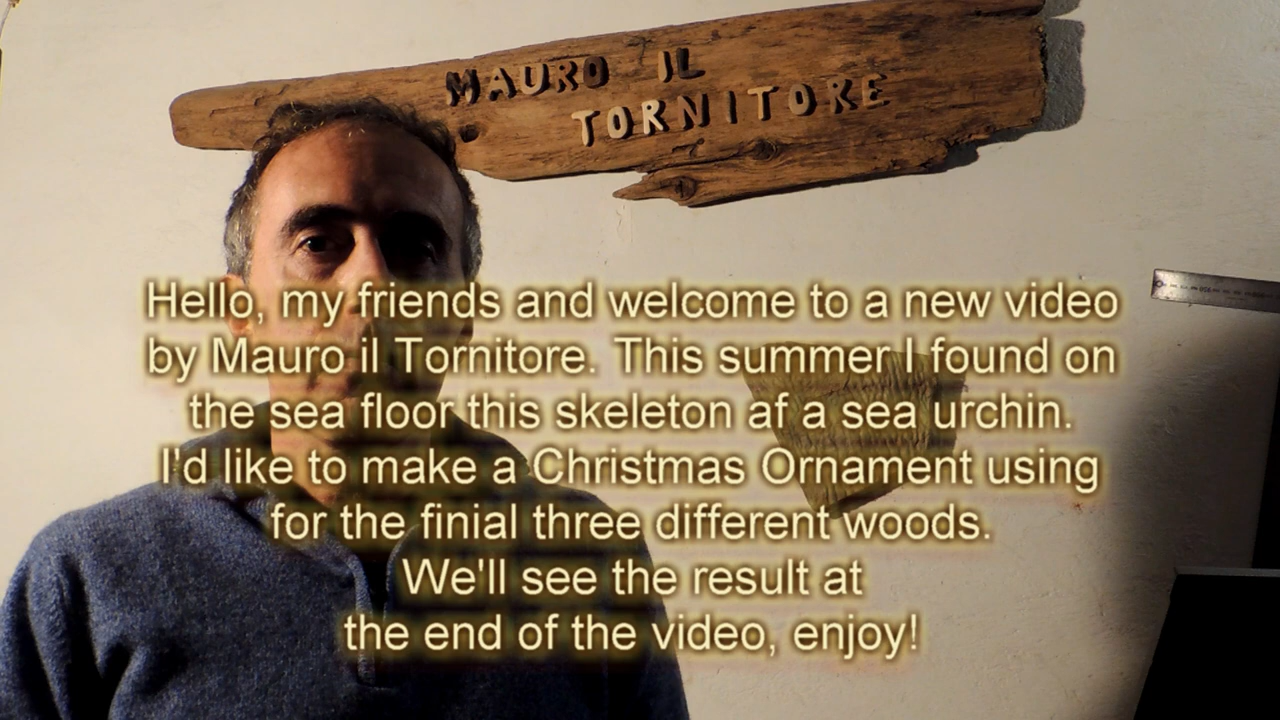 MAURO IL
TORNITORE
Hello, my friends and welcome to a new video
by Mauro il Tornitore. This summer I found on
the sea floor this skeleton af a sea urchin.
I'd like to make a Christmas Ornament using
for the finial three different woods.
We'll see the result at
the end of the video, enjoy!